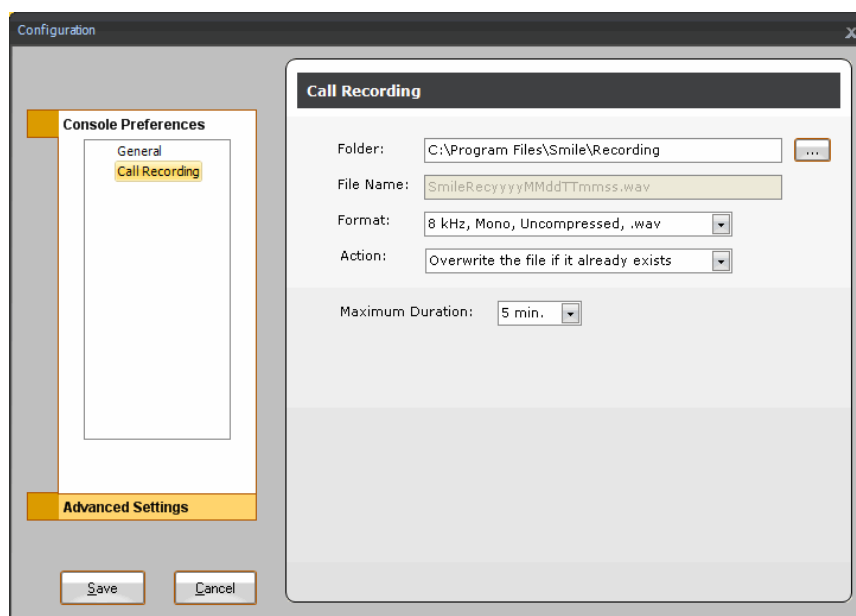 Configuration
x
Console Preferences
General
Call Recording
Advanced Settings
Save
Cancel
Call Recording
Folder: C:\Program Files\Smile\Recording ...
File Name: SmileRecyyyyMMddTTmmss.wav
Format: 8 kHz, Mono, Uncompressed, .wav
Action: Overwrite the file if it already exists
Maximum Duration: 5 min.